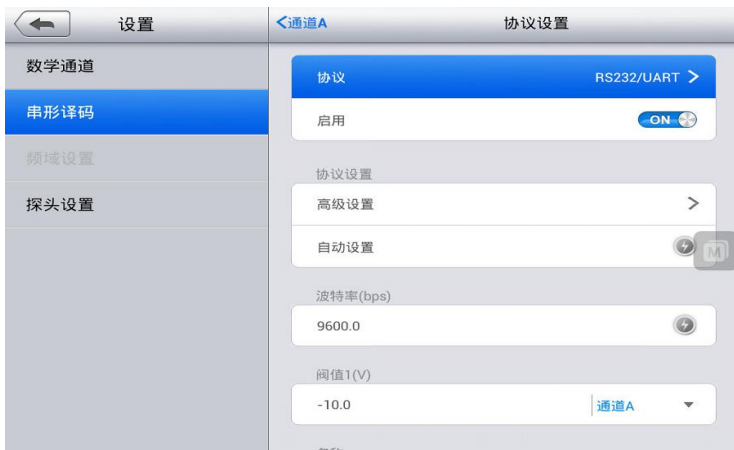 设置
<通道A
协议设置
数学通道
串形译码
频域设置
探头设置
协议
RS232/UART >
启用
ON
协议设置
高级设置 >
自动设置
M
波特率(bps)
9600.0
阀值1(V)
-10.0
通道A